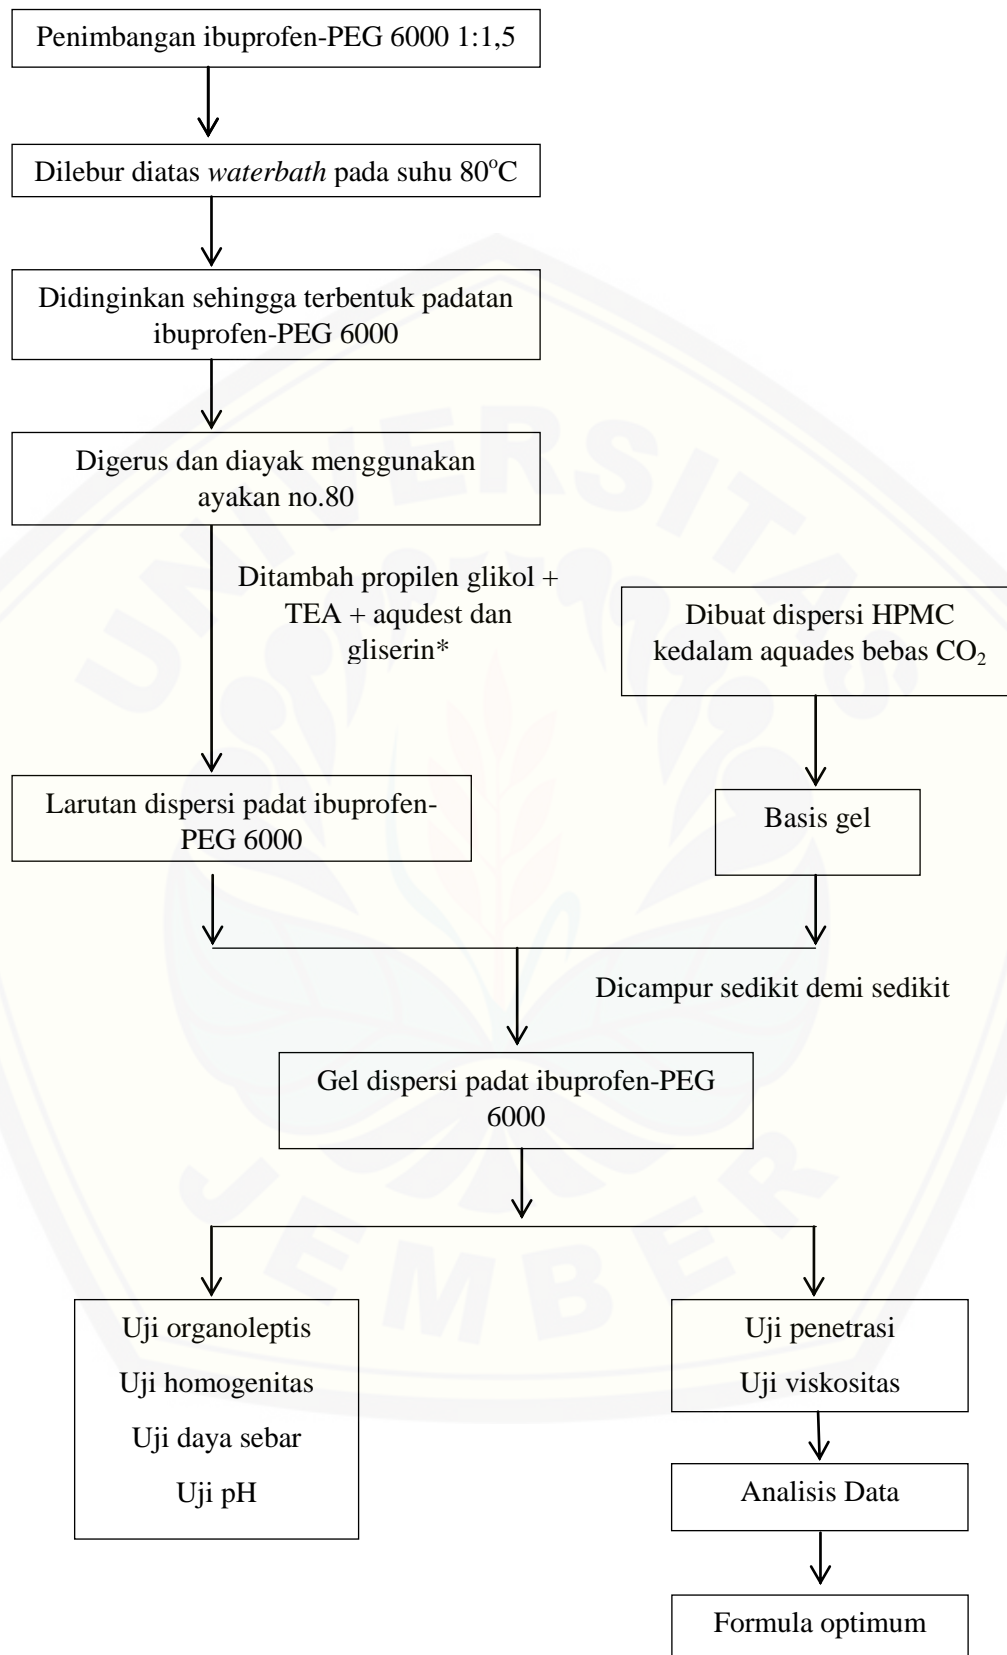 Penimbangan ibuprofen-PEG 6000 1:1,5
Dilebur diatas waterbath pada suhu 80°C
Didinginkan sehingga terbentuk padatan
ibuprofen-PEG 6000
Digerus dan diayak menggunakan
ayakan no.80
Ditambah propilen glikol +
TEA + aqudest dan
gliserin*
Dibuat dispersi HPMC
kedalam aquades bebas CO₂
Larutan dispersi padat ibuprofen-
PEG 6000
Basis gel
Dicampur sedikit demi sedikit
Gel dispersi padat ibuprofen-PEG
6000
Uji organoleptis
Uji homogenitas
Uji daya sebar
Uji pH
Uji penetrasi
Uji viskositas
Analisis Data
Formula optimum
UNIVERSITAS
JEMBER